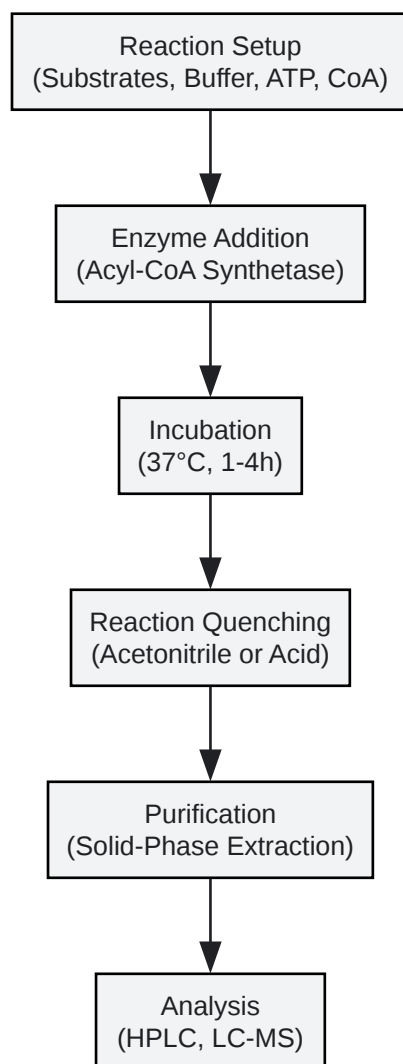 Reaction Setup
(Substrates, Buffer, ATP, CoA)
Enzyme Addition
(Acyl-CoA Synthetase)
Incubation
(37°C, 1-4h)
Reaction Quenching
(Acetonitrile or Acid)
Purification
(Solid-Phase Extraction)
Analysis
(HPLC, LC-MS)